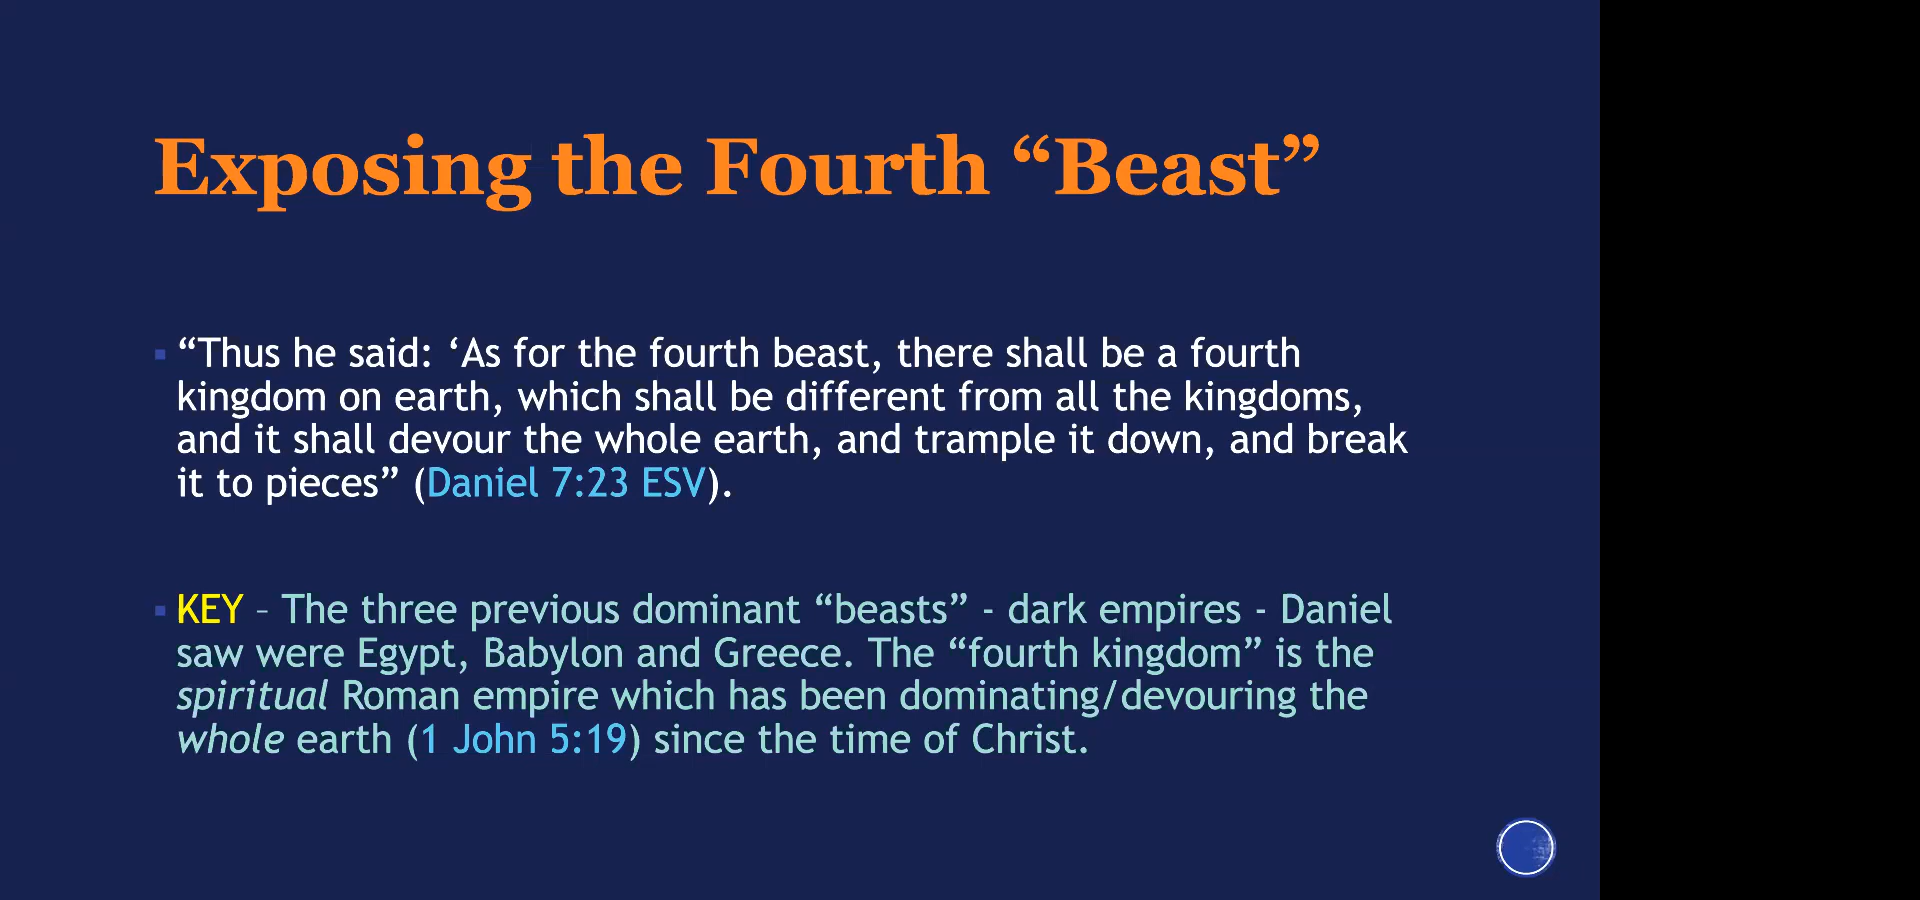 Exposing the Fourth “Beast”
“Thus he said: ‘As for the fourth beast, there shall be a fourth
kingdom on earth, which shall be different from all the kingdoms,
and it shall devour the whole earth, and trample it down, and break
it to pieces” (Daniel 7:23 ESV).
KEY – The three previous dominant “beasts” - dark empires - Daniel
saw were Egypt, Babylon and Greece. The “fourth kingdom” is the
spiritual Roman empire which has been dominating/devouring the
whole earth (1 John 5:19) since the time of Christ.